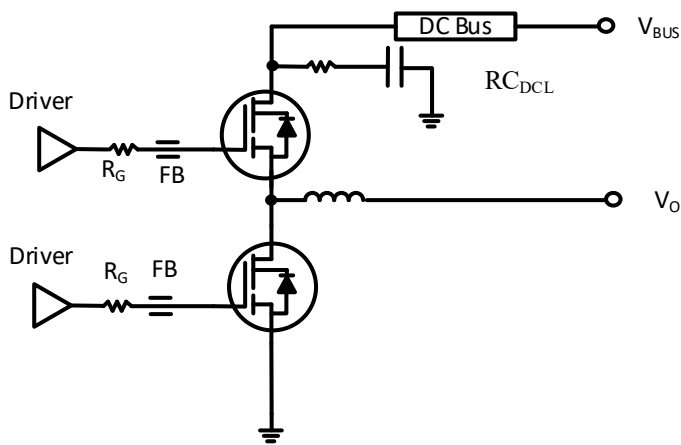 DC Bus
V_BUS
RC_DCL
Driver
R_G
FB
V_O
Driver
R_G
FB